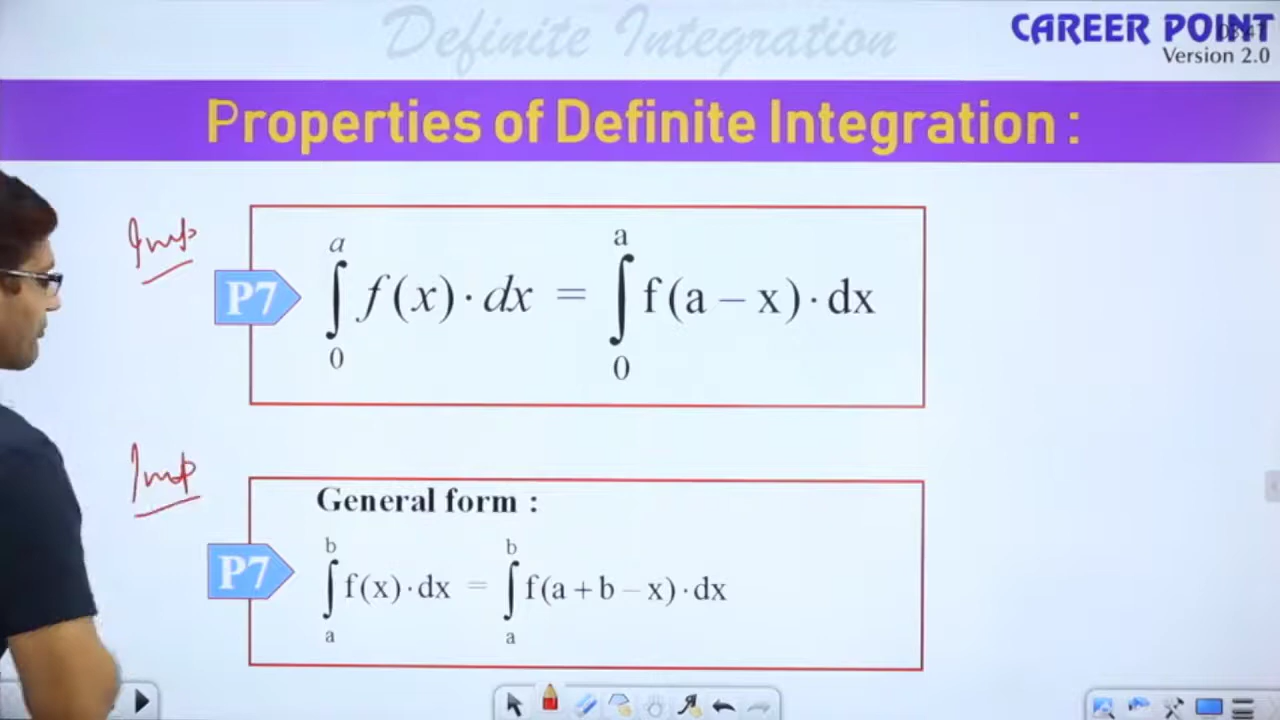 Definite Integration
CAREER POINT
Version 2.0
Properties of Definite Integration :
Imp
P7
∫₀ᵃ f(x)·dx = ∫₀ᵃ f(a − x)·dx
Imp
General form :
P7
∫ₐᵇ f(x)·dx = ∫ₐᵇ f(a + b − x)·dx